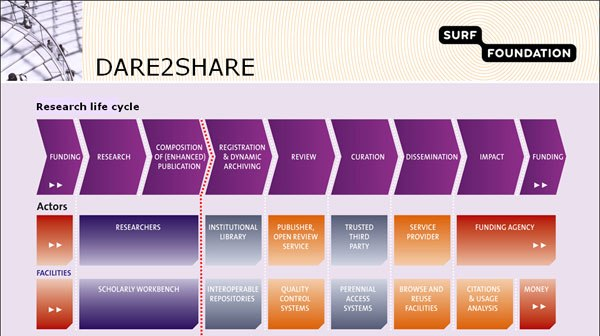 SURF
FOUNDATION
DARE2SHARE
Research life cycle
FUNDING
RESEARCH
COMPOSITION
OF (ENHANCED)
PUBLICATION
REGISTRATION
& DYNAMIC
ARCHIVING
REVIEW
CURATION
DISSEMINATION
IMPACT
FUNDING
Actors
RESEARCHERS
INSTITUTIONAL
LIBRARY
PUBLISHER,
OPEN REVIEW
SERVICE
TRUSTED
THIRD
PARTY
SERVICE
PROVIDER
FUNDING AGENCY
FACILITIES
SCHOLARLY WORKBENCH
INTEROPERABLE
REPOSITORIES
QUALITY
CONTROL
SYSTEMS
PERENNIAL
ACCESS
SYSTEMS
BROWSE AND
REUSE
FACILITIES
CITATIONS
& USAGE
ANALYSIS
MONEY